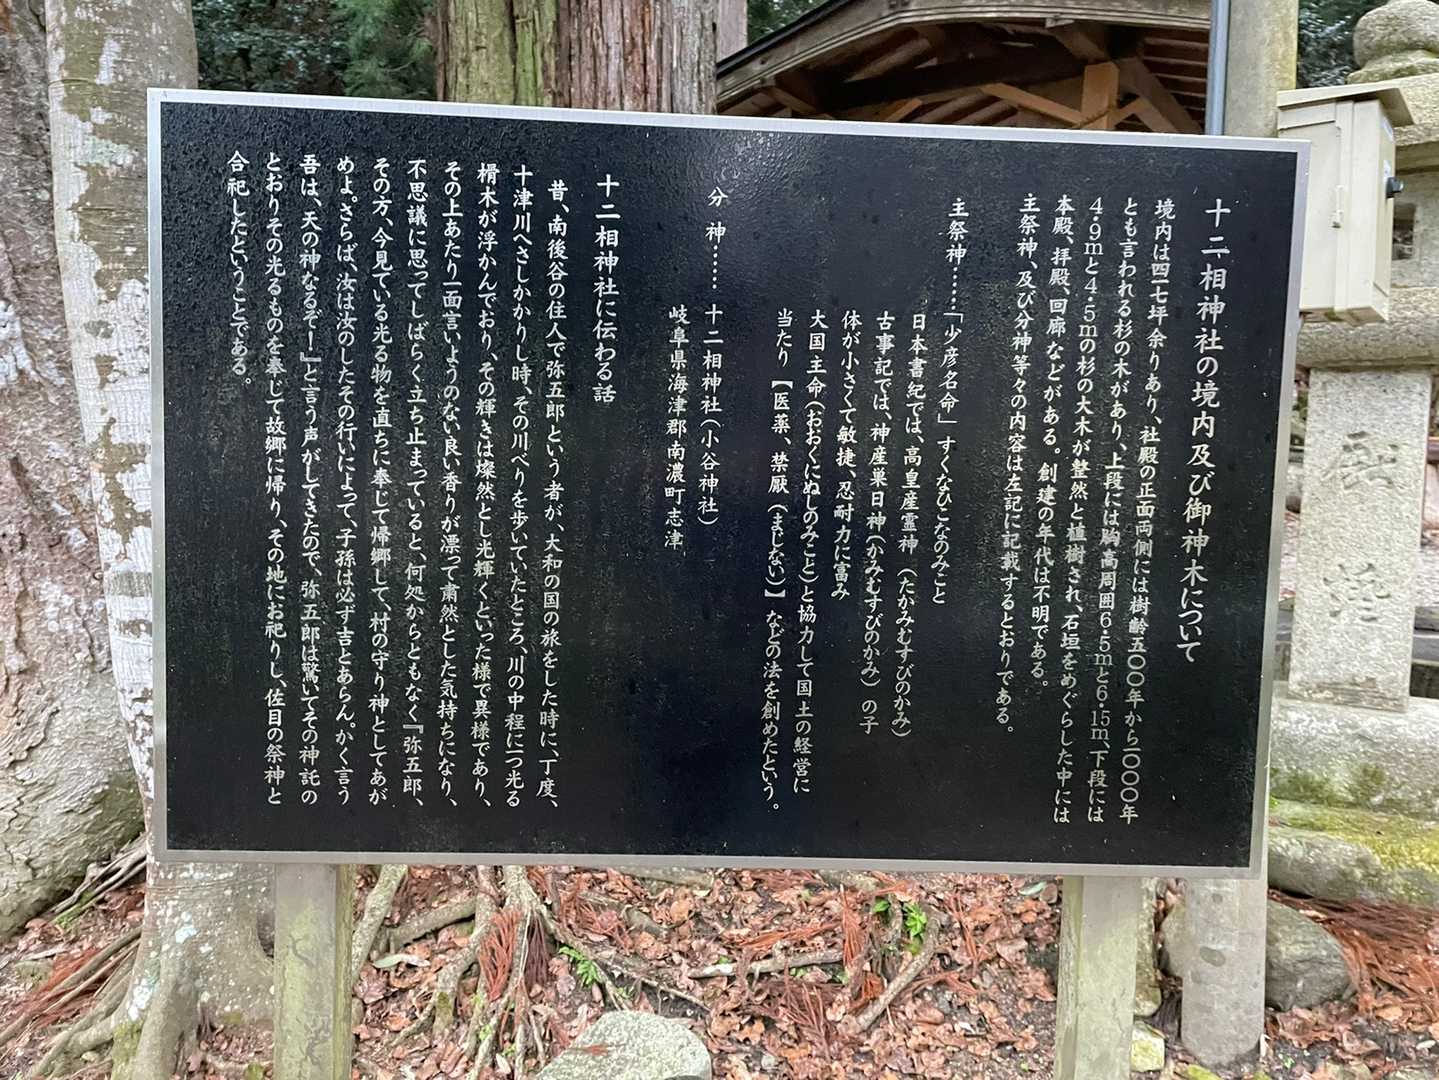 十二相神社の境内及び御神木について
境内は四一七坪余りあり、社殿の正面両側には樹齢五〇〇年から一〇〇〇年
とも言われる杉の木があり、上段には胸高周囲6・5mと6・15m、下段には
4・9mと4・5mの杉の大木が整然と植樹され、石垣をめぐらした中には
本殿、拝殿、回廊などがある。創建の年代は不明である。
主祭神、及び分神等々の内容は左記に記載するとおりである。
主祭神……「少彦名命」すくなひこなのみこと
日本書紀では、高皇産霊神（たかみむすびのかみ）
古事記では、神産巣日神（かみむすびのかみ）の子
体が小さくて敏捷、忍耐力に富み
大国主命（おおくにぬしのみこと）と協力して国土の経営に
当たり【医薬、禁厭（まじない）】などの法を創めたという。
分　神……　十二相神社（小谷神社）
岐阜県海津郡南濃町志津
十二相神社に伝わる話
昔、南後谷の住人で弥五郎という者が、大和の国の旅をした時に、丁度、
十津川へさしかかりし時、その川べりを歩いていたところ、川の中程に一つ光る
榾木が浮かんでおり、その輝きは燦然とし光輝くといった様で異様であり、
その上あたり一面言いようのない良い香りが漂って粛然とした気持ちになり、
不思議に思ってしばらく立ち止まっていると、何処からともなく『弥五郎、
その方、今見ている光る物を直ちに奉じて帰郷して、村の守り神としてあが
めよ。さらば、汝は汝のしたその行いによって、子孫は必ず吉とあらん。かく言う
吾は、天の神なるぞ！』と言う声がしてきたので、弥五郎は驚いてその神託の
とおりその光るものを奉じて故郷に帰り、その地にお祀りし、佐目の祭神と
合祀したということである。